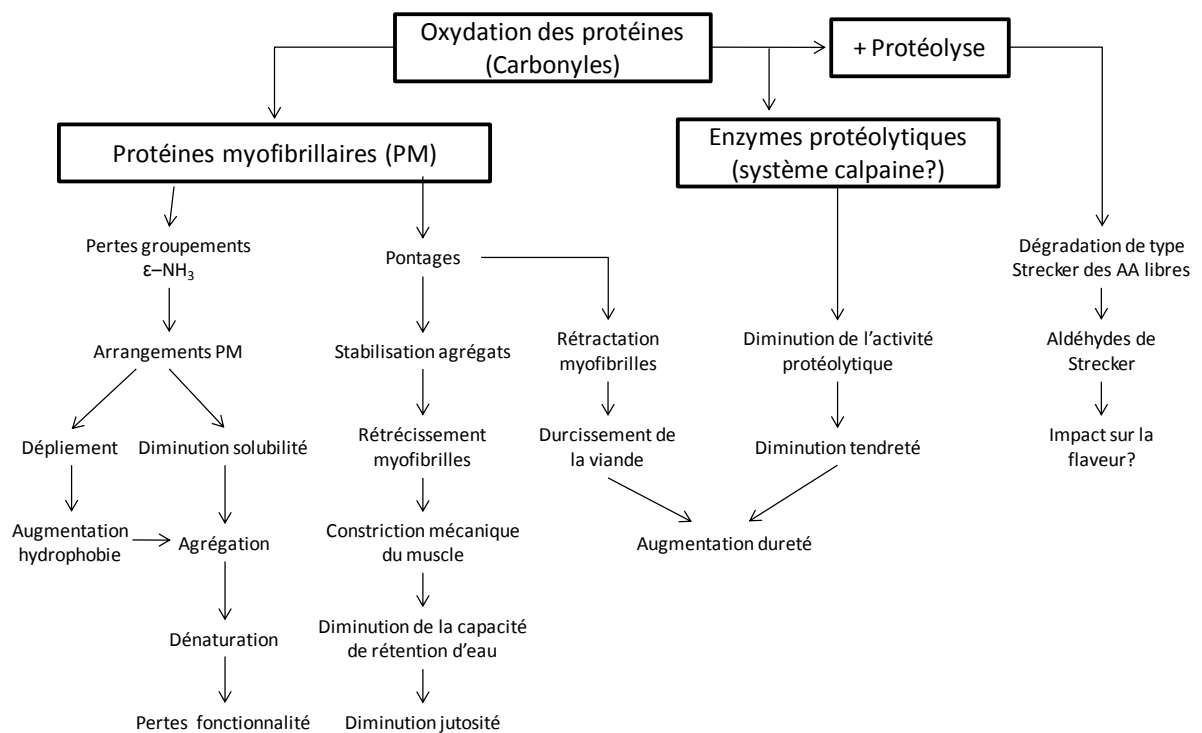 Oxydation des protéines
(Carbonyles)
+ Protéolyse
Protéines myofibrillaires (PM)
Enzymes protéolytiques
(système calpaine?)
Pertes groupements
ε–NH₃
Pontages
Dégradation de type
Strecker des AA libres
Arrangements PM
Stabilisation agrégats
Rétractation
myofibrilles
Diminution de l’activité
protéolytique
Aldéhydes de
Strecker
Dépliement
Diminution solubilité
Rétrécissement
myofibrilles
Durcissement de
la viande
Diminution tendreté
Impact sur la
flaveur?
Augmentation
hydrophobie
Agrégation
Constriction mécanique
du muscle
Augmentation dureté
Dénaturation
Diminution de la capacité
de rétention d’eau
Pertes fonctionnalité
Diminution jutosité